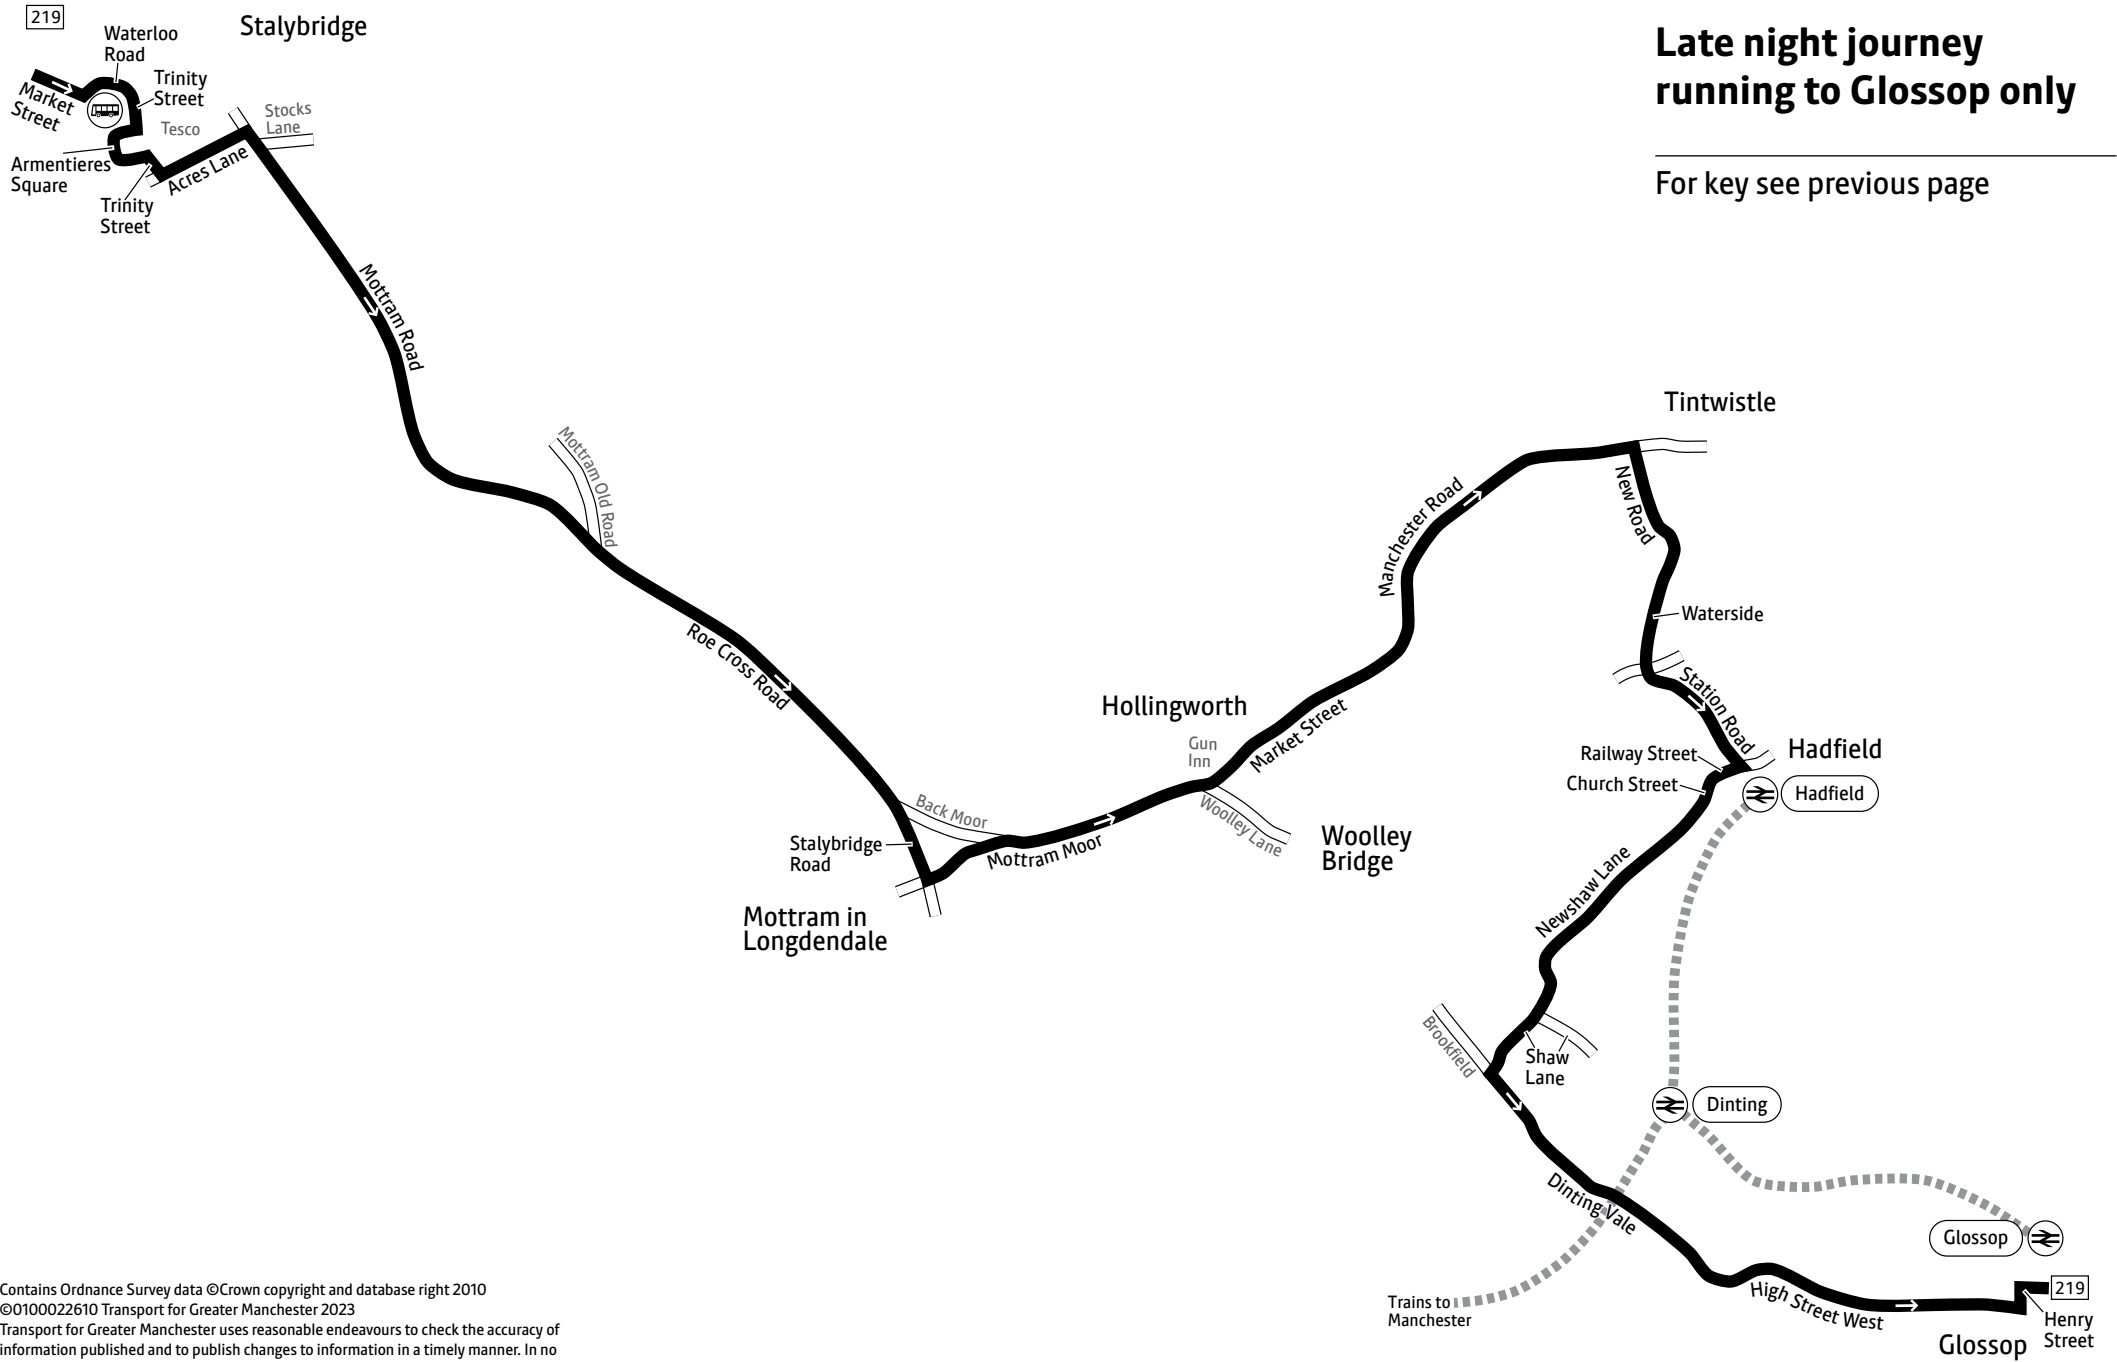 219
Stalybridge
Late night journey
running to Glossop only
For key see previous page
Waterloo
Road
Trinity
Street
Market
Street
Tesco
Stocks
Lane
Armentieres
Square
Acres Lane
Trinity
Street
Mottram Road
Mottram Old Road
Roe Cross Road
Tintwistle
Manchester Road
New Road
Waterside
Station Road
Hollingworth
Gun
Inn
Market Street
Railway Street
Hadfield
Church Street
Hadfield
Back Moor
Woolley Lane
Stalybridge
Road
Mottram Moor
Woolley
Bridge
Mottram in
Longdendale
Newshaw Lane
Brookfield
Shaw
Lane
Dinting
Dinting Vale
Glossop
High Street West
219
Trains to
Manchester
Henry
Street
Glossop
Contains Ordnance Survey data ©Crown copyright and database right 2010
©0100022610 Transport for Greater Manchester 2023
Transport for Greater Manchester uses reasonable endeavours to check the accuracy of
information published and to publish changes to information in a timely manner. In no